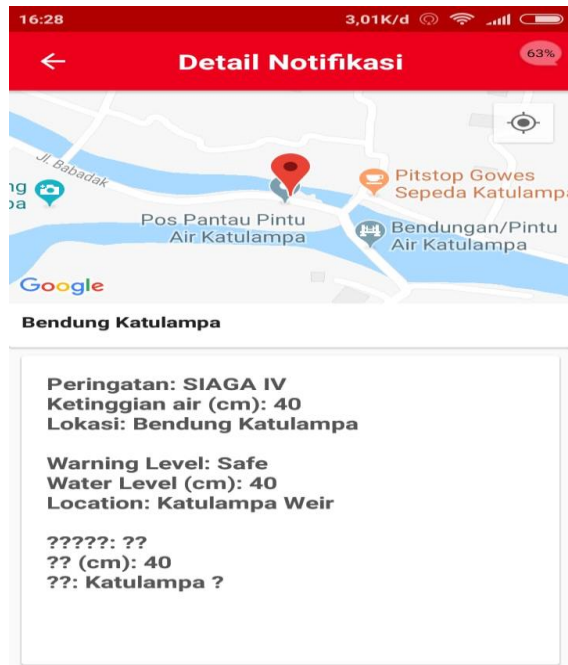 16:28
3,01K/d
63%
Detail Notifikasi
Jl. Babadak
ng
pa
Pitstop Gowes
Sepeda Katulampa
Pos Pantau Pintu
Air Katulampa
Bendungan/Pintu
Air Katulampa
Google
Bendung Katulampa
Peringatan: SIAGA IV
Ketinggian air (cm): 40
Lokasi: Bendung Katulampa
Warning Level: Safe
Water Level (cm): 40
Location: Katulampa Weir
?????: ??
?? (cm): 40
??: Katulampa ?